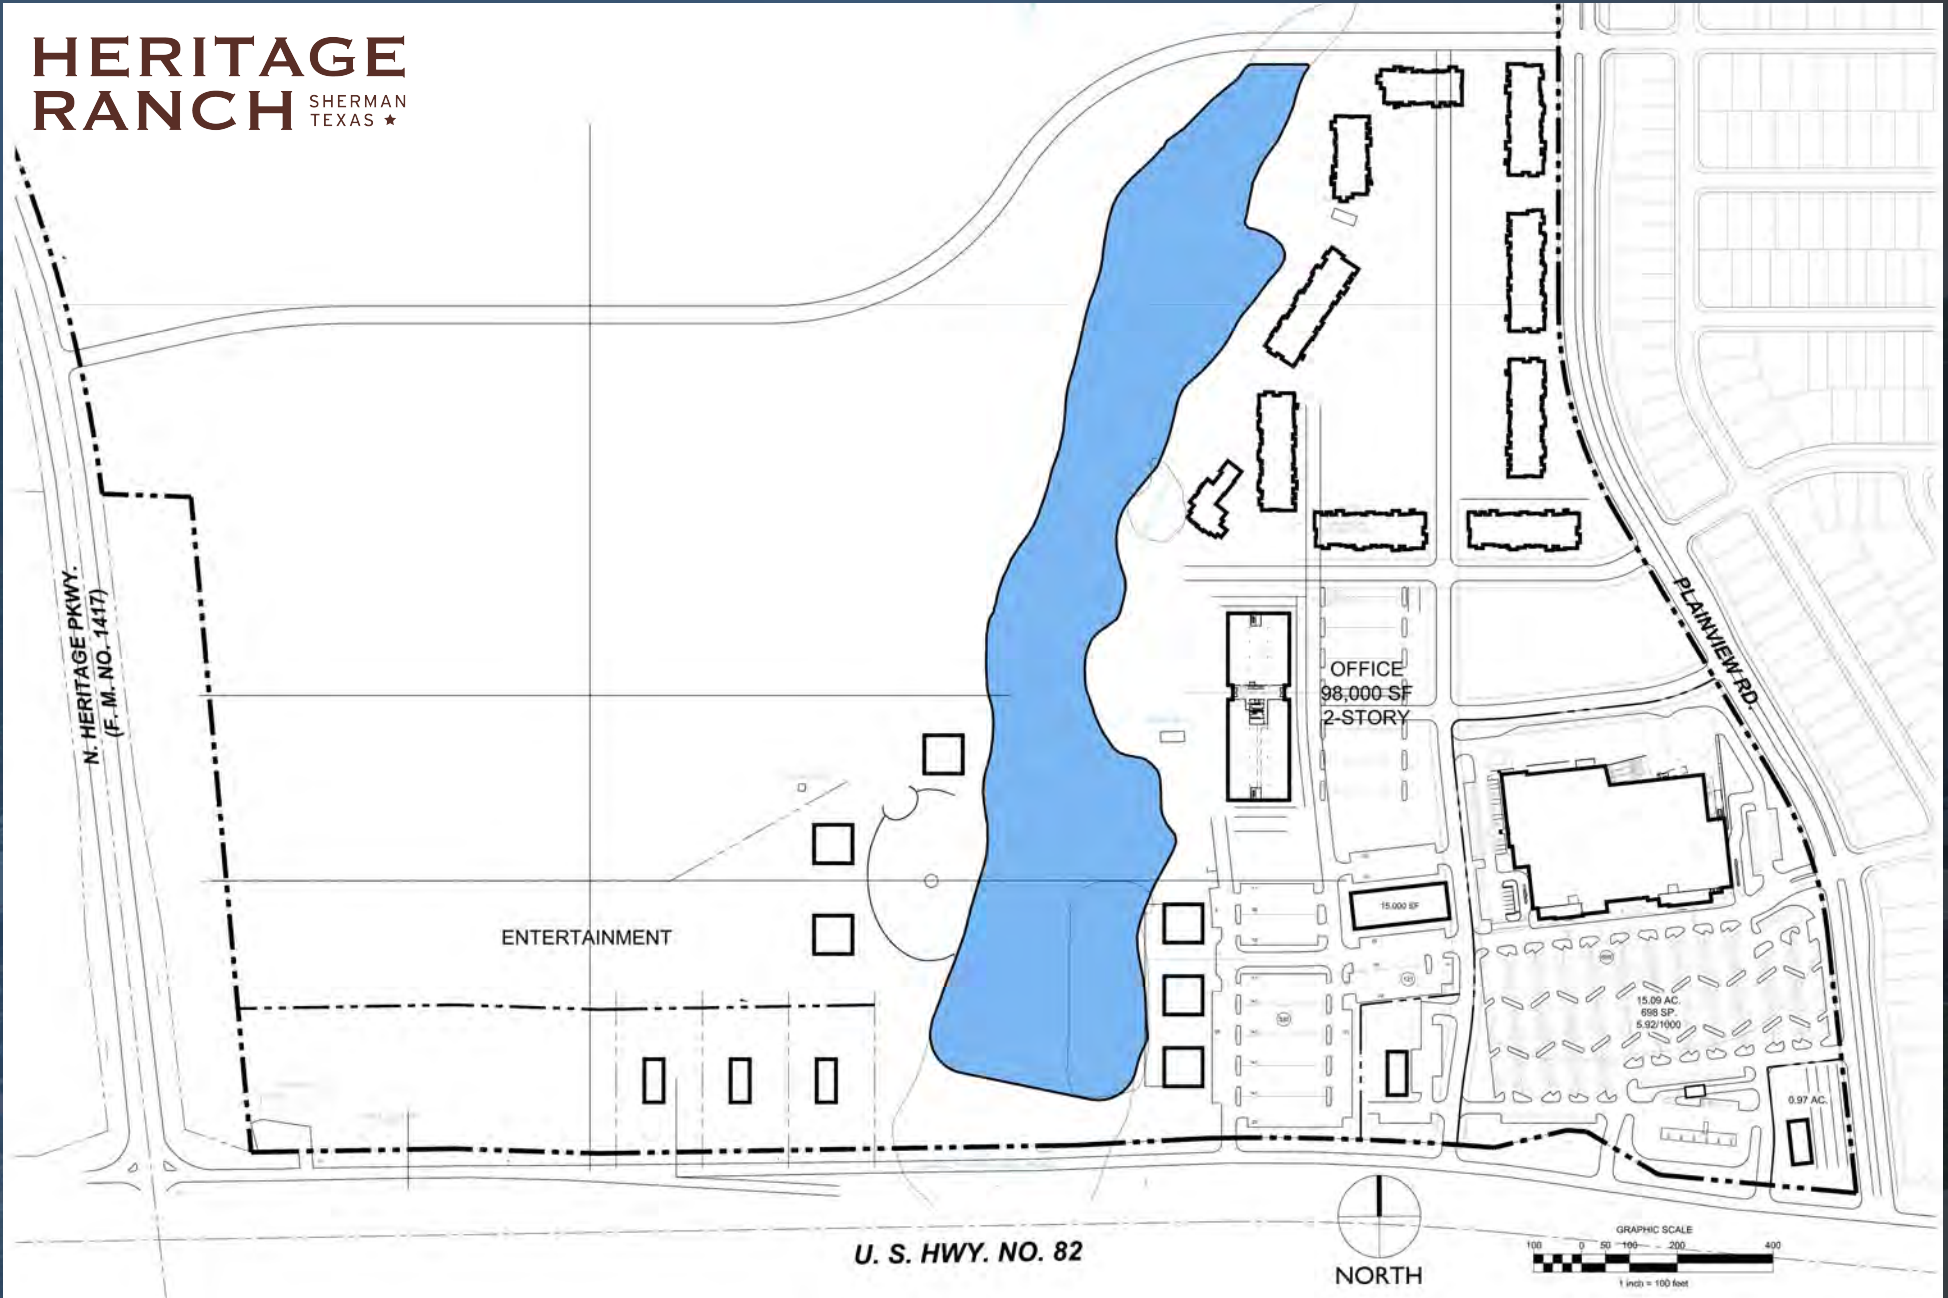 HERITAGE
RANCH
SHERMAN
TEXAS ★
N. HERITAGE PKWY.
(F. M. NO. 1417)
PLAINVIEW RD.
OFFICE
98,000 SF
2-STORY
15,000 SF
ENTERTAINMENT
15.09 AC.
698 SP.
5.92/1000
0.97 AC.
U. S. HWY. NO. 82
NORTH
GRAPHIC SCALE
100 0 50 100 200 400
1 inch = 100 feet